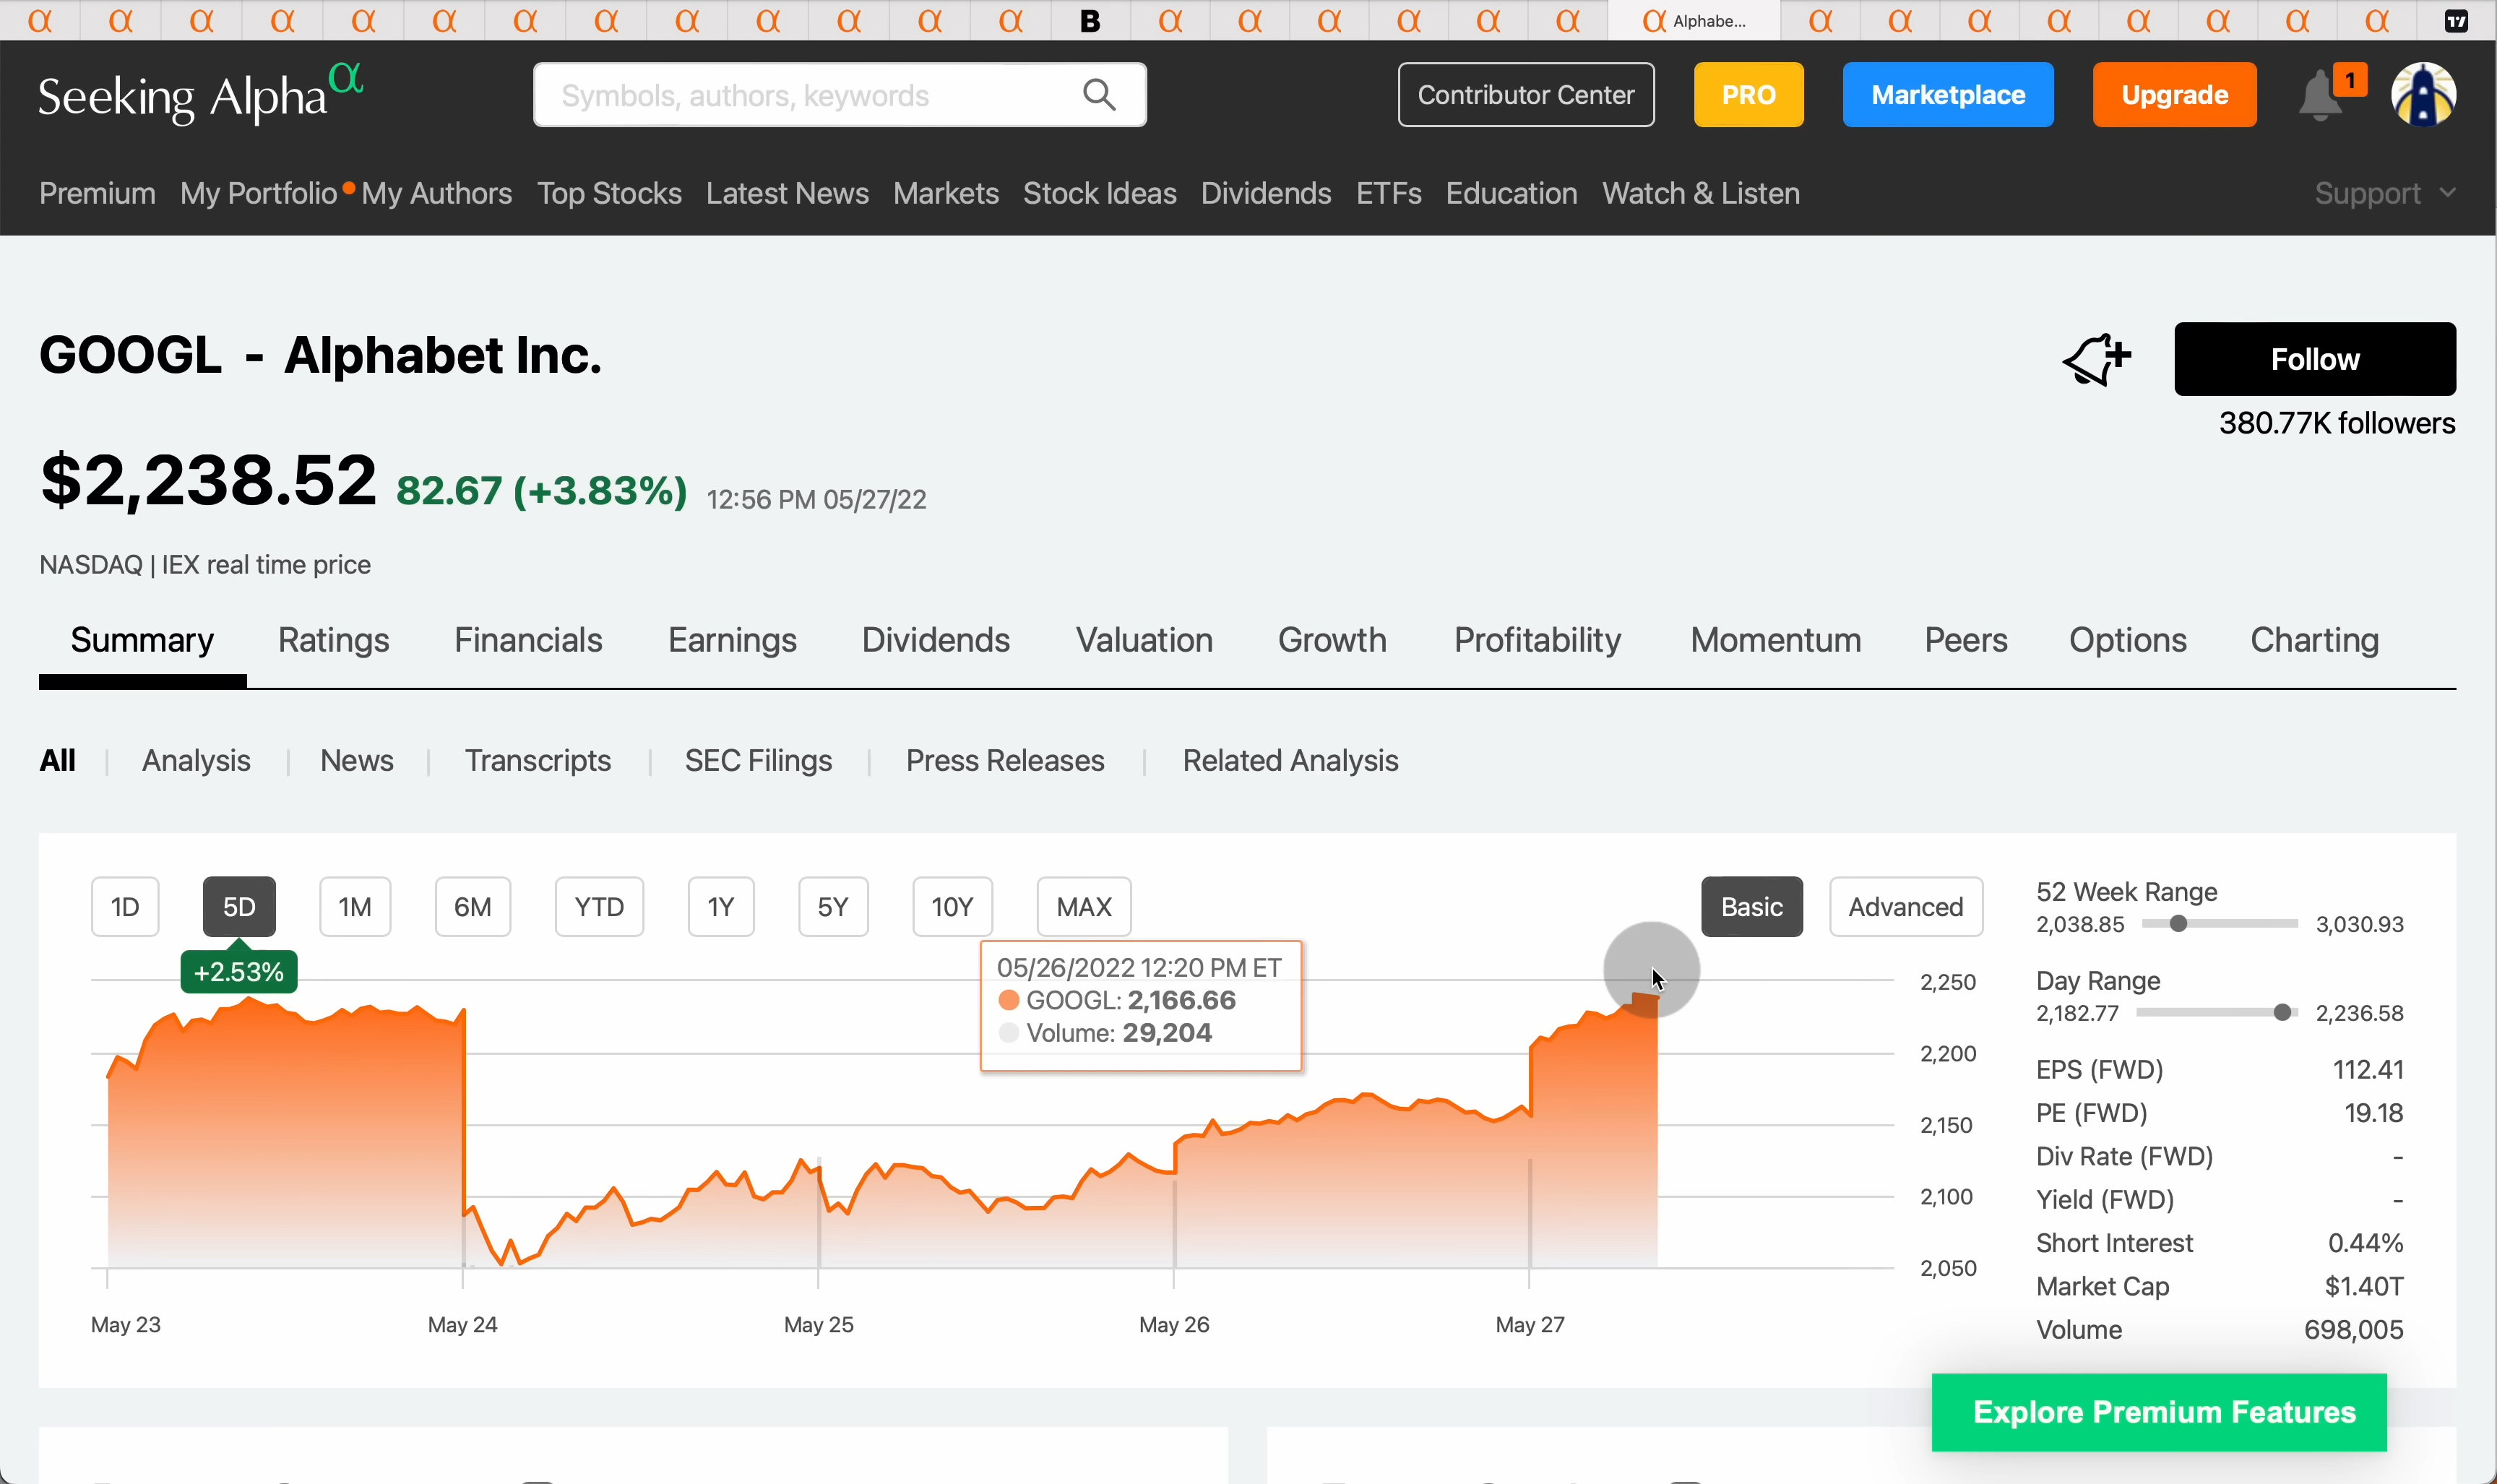 B
Alphabe...
Seeking Alpha α
Symbols, authors, keywords
Contributor Center
PRO
Marketplace
Upgrade
1
Premium My Portfolio My Authors Top Stocks Latest News Markets Stock Ideas Dividends ETFs Education Watch & Listen Support
GOOGL - Alphabet Inc.
Follow
380.77K followers
$2,238.52 82.67 (+3.83%) 12:56 PM 05/27/22
NASDAQ | IEX real time price
Summary Ratings Financials Earnings Dividends Valuation Growth Profitability Momentum Peers Options Charting
All | Analysis | News | Transcripts | SEC Filings | Press Releases | Related Analysis
1D 5D 1M 6M YTD 1Y 5Y 10Y MAX
Basic Advanced
+2.53%
05/26/2022 12:20 PM ET
GOOGL: 2,166.66
Volume: 29,204
2,250
2,200
2,150
2,100
2,050
May 23 May 24 May 25 May 26 May 27
52 Week Range
2,038.85 3,030.93
Day Range
2,182.77 2,236.58
EPS (FWD) 112.41
PE (FWD) 19.18
Div Rate (FWD) -
Yield (FWD) -
Short Interest 0.44%
Market Cap $1.40T
Volume 698,005
Explore Premium Features